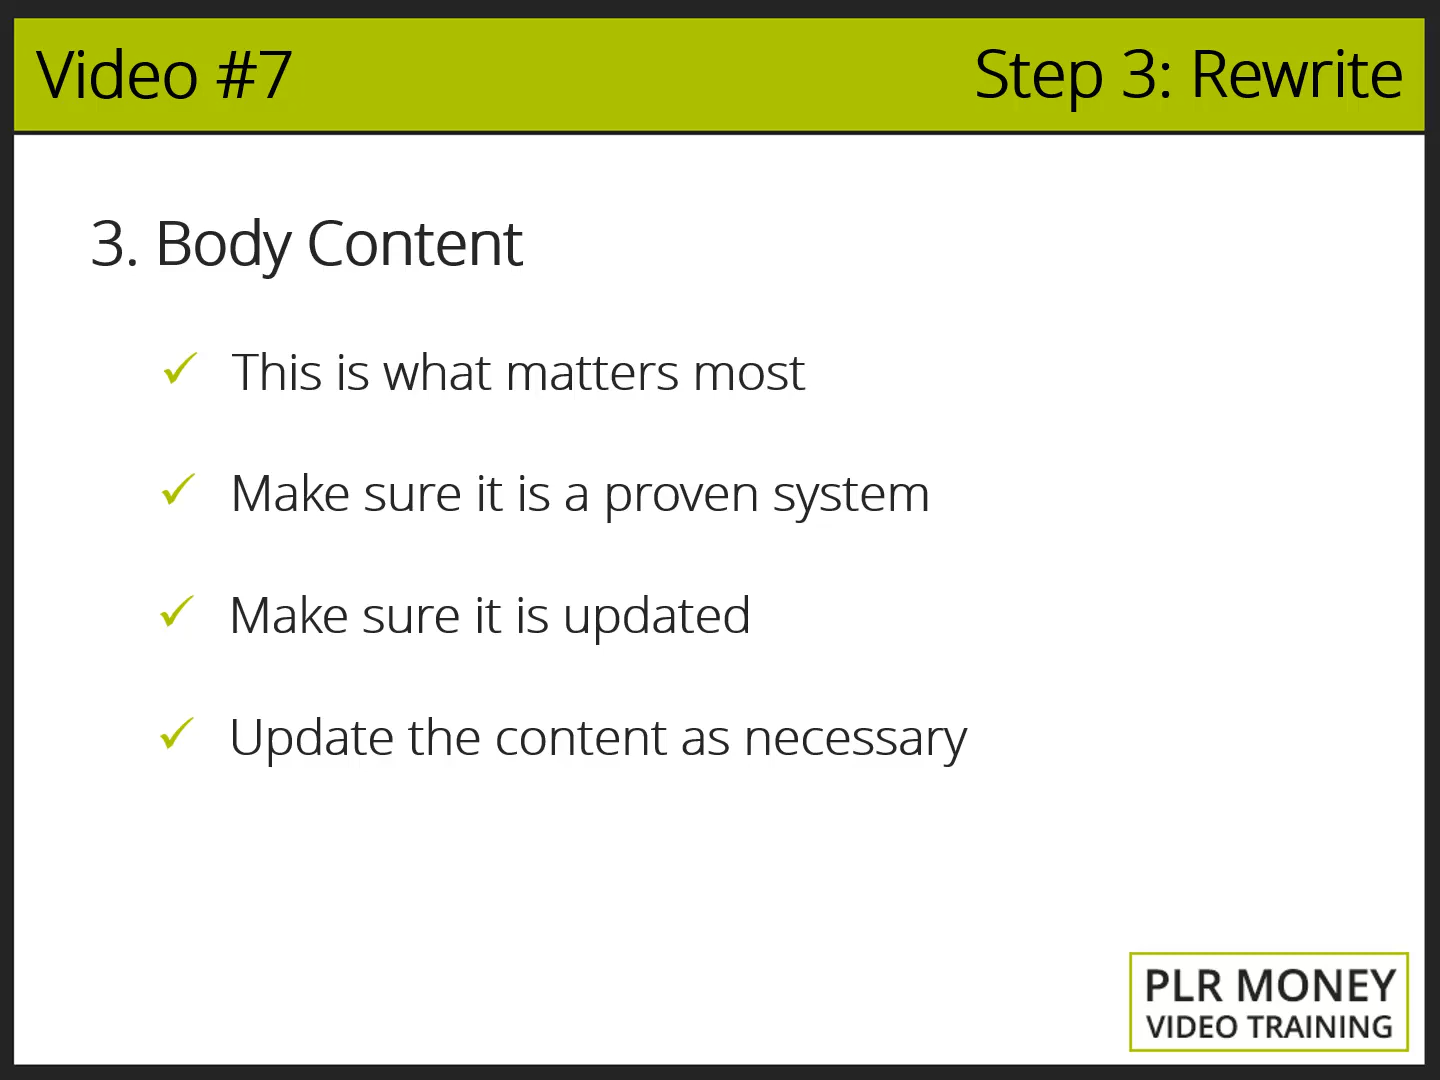 Video #7
Step 3: Rewrite
3. Body Content
This is what matters most
Make sure it is a proven system
Make sure it is updated
Update the content as necessary
PLR MONEY
VIDEO TRAINING